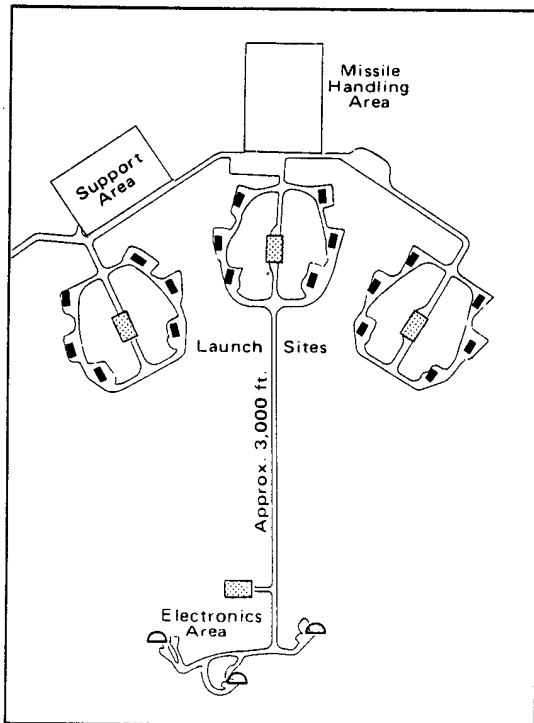 Missile
Handling
Area
Support
Area
Launch Sites
Approx. 3,000 ft.
Electronics
Area